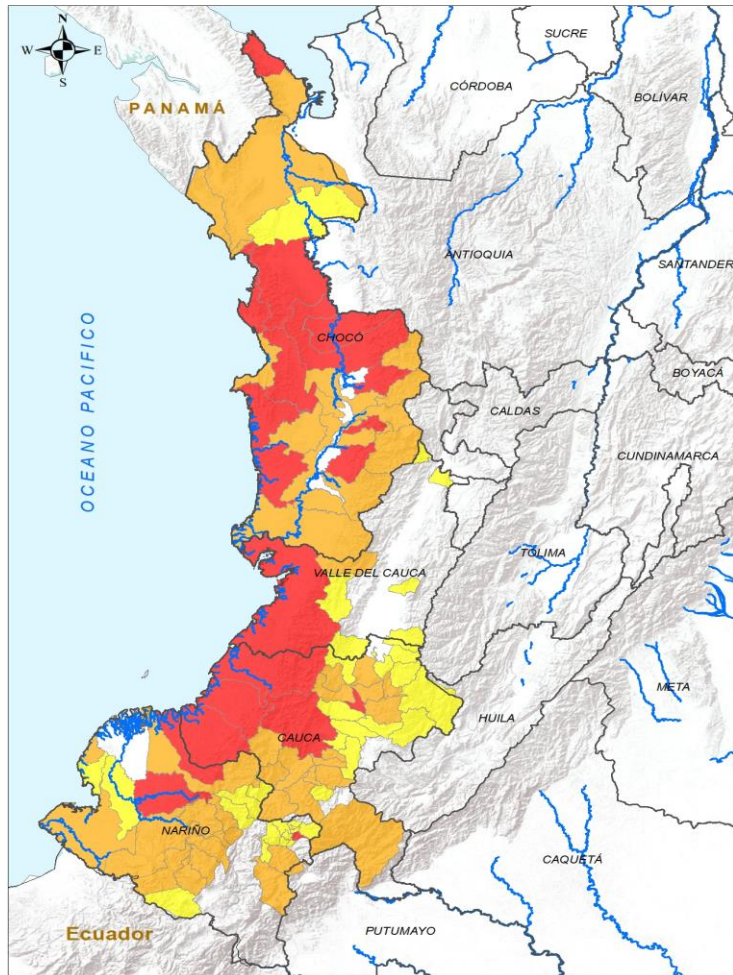 N
W E
S
PANAMÁ
SUCRE
CÓRDOBA
BOLÍVAR
ANTIOQUIA
SANTANDER
OCEANO PACIFICO
CHOCÓ
BOYACÁ
CALDAS
CUNDINAMARCA
TOLIMA
VALLE DEL CAUCA
META
HUILA
CAUCA
NARIÑO
CAQUETÁ
PUTUMAYO
Ecuador